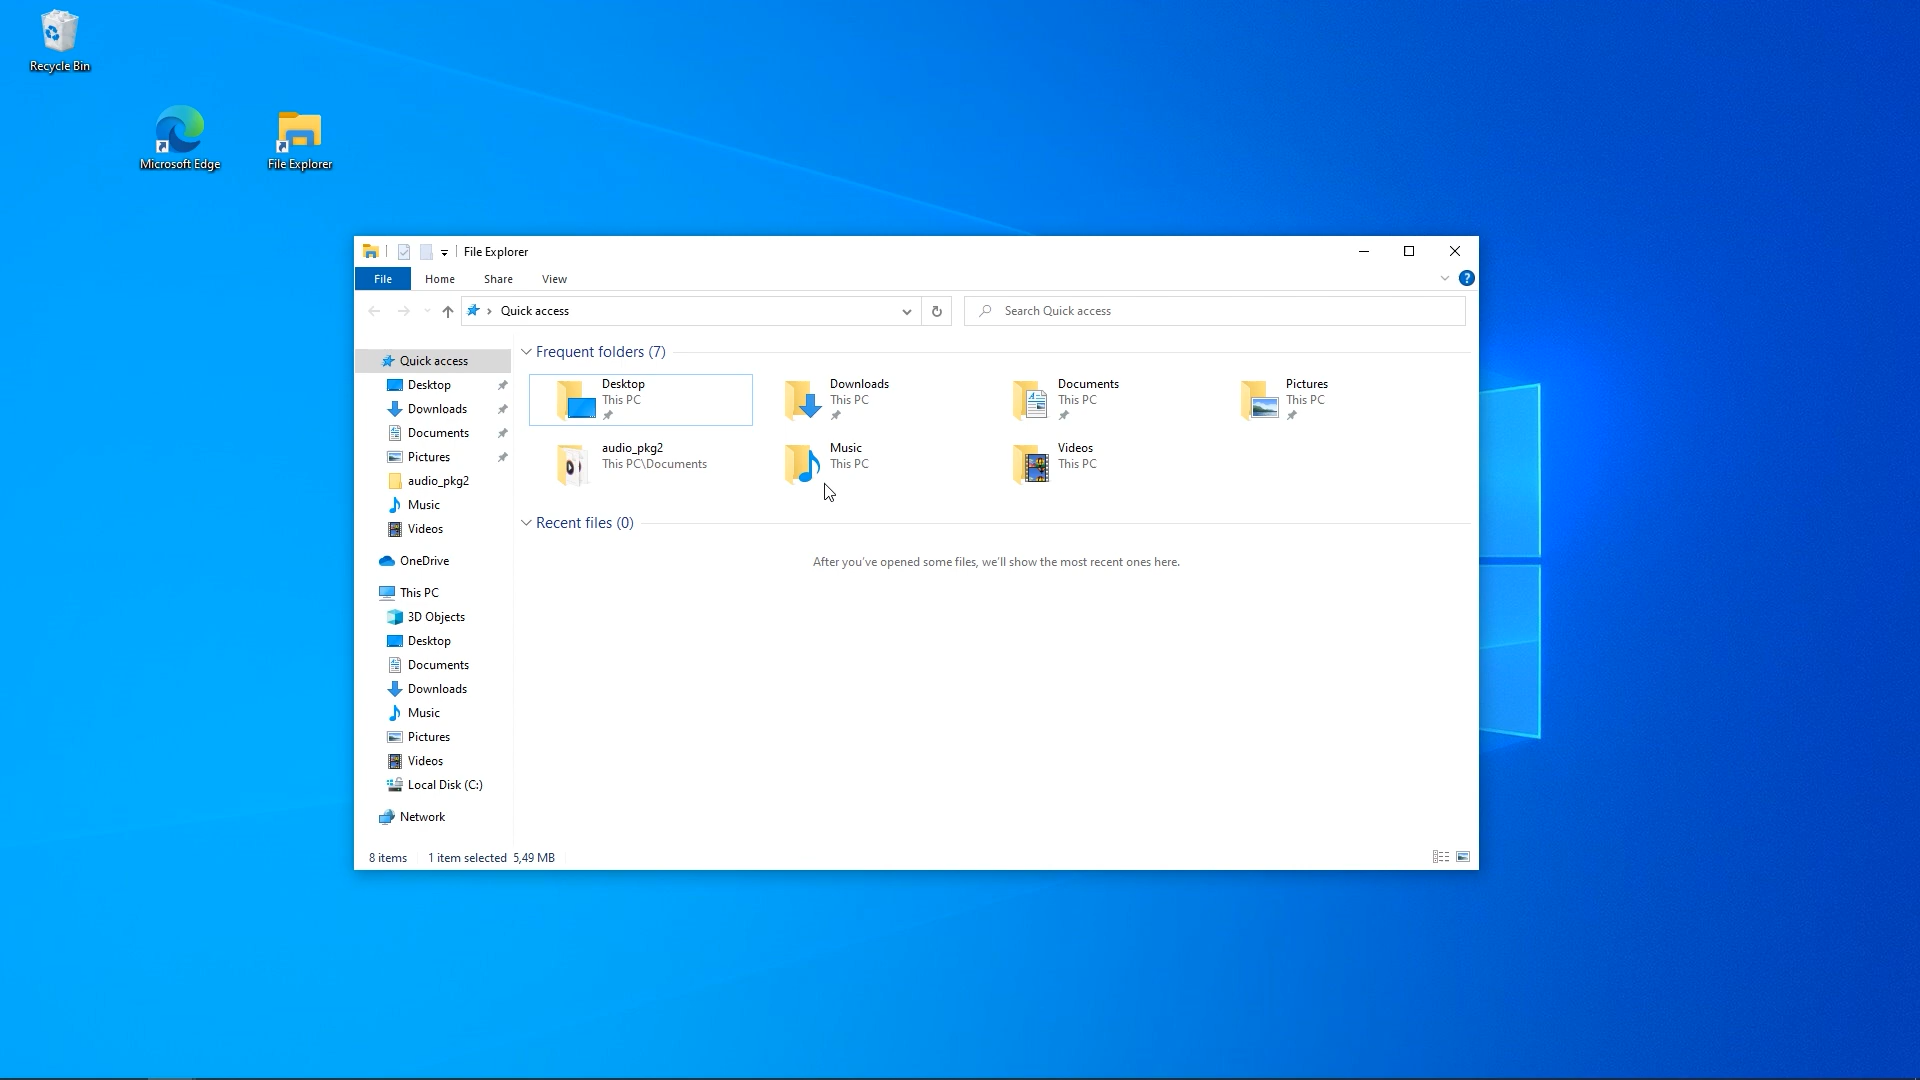 Recycle Bin
Microsoft Edge
File Explorer
File Explorer
File
Home
Share
View
?
Quick access
Search Quick access
Quick access
Desktop
Downloads
Documents
Pictures
audio_pkg2
Music
Videos
OneDrive
This PC
3D Objects
Desktop
Documents
Downloads
Music
Pictures
Videos
Local Disk (C:)
Network
Frequent folders (7)
Desktop
This PC
Downloads
This PC
Documents
This PC
Pictures
This PC
audio_pkg2
This PC\Documents
Music
This PC
Videos
This PC
Recent files (0)
After you've opened some files, we'll show the most recent ones here.
8 items
1 item selected 5,49 MB